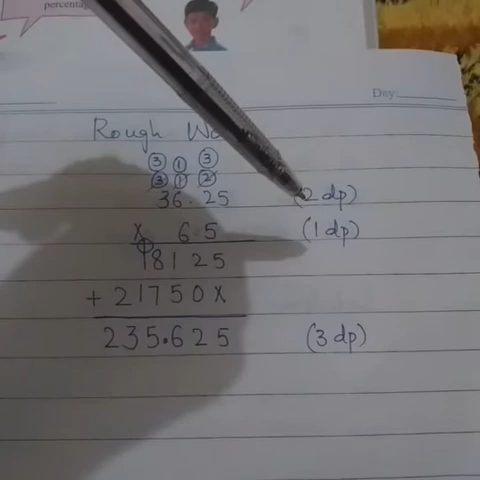 percentag
Day:
Rough
③ ① ③
③ ① ②
36.25 (2 dp)
x 6.5 (1 dp)
18125
+ 21750x
235.625 (3 dp)